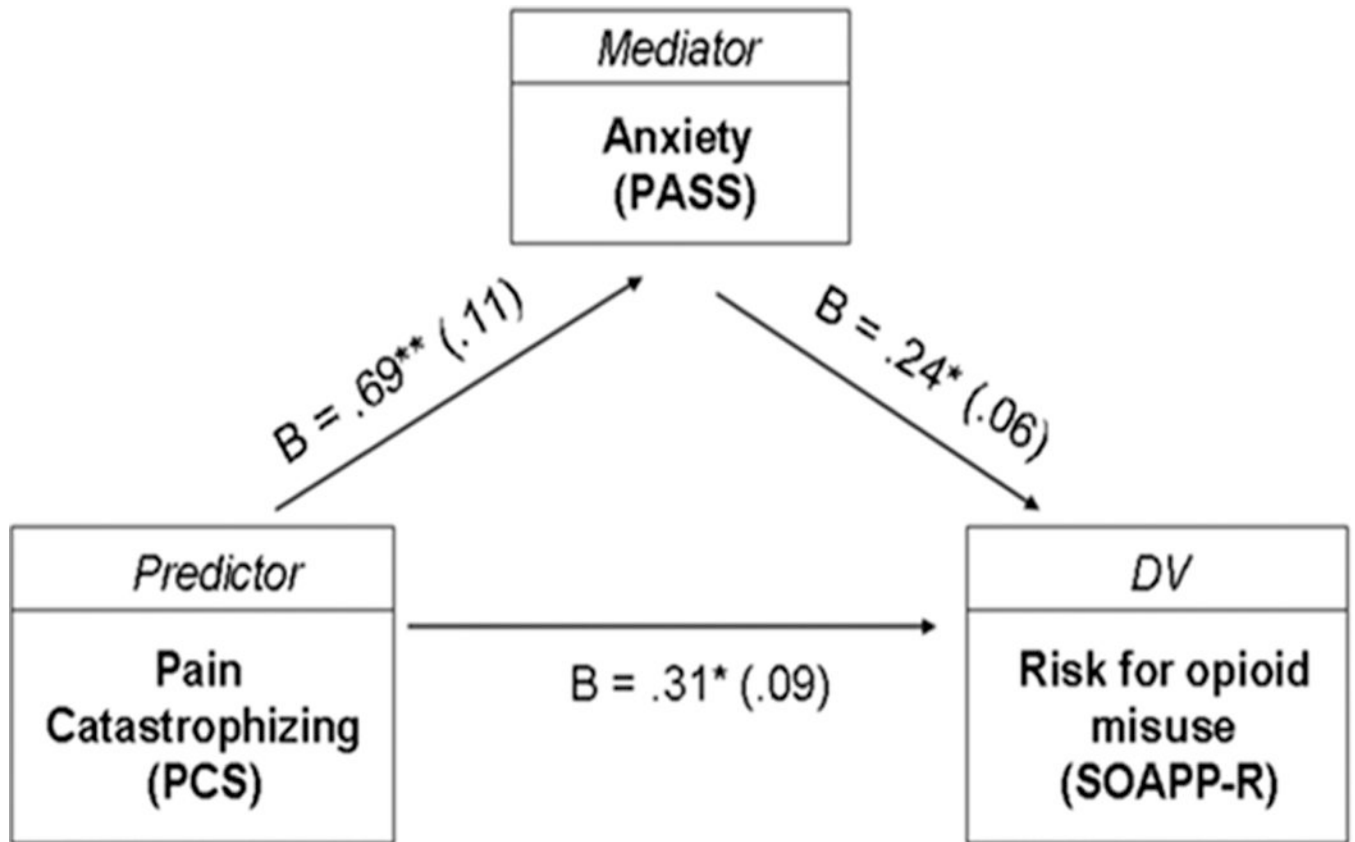 Mediator
Anxiety
(PASS)
B = .69** (.11)
B = .24* (.06)
Predictor
Pain
Catastrophizing
(PCS)
B = .31* (.09)
DV
Risk for opioid
misuse
(SOAPP-R)